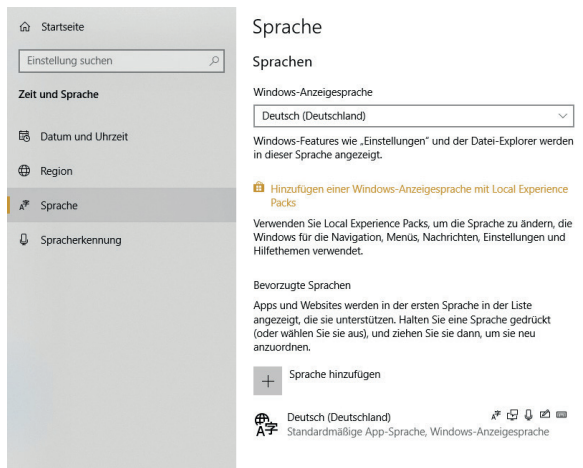 Startseite
Einstellung suchen
Zeit und Sprache
Datum und Uhrzeit
Region
Sprache
Spracherkennung
Sprache
Sprachen
Windows-Anzeigesprache
Deutsch (Deutschland)
Windows-Features wie „Einstellungen“ und der Datei-Explorer werden
in dieser Sprache angezeigt.
Hinzufügen einer Windows-Anzeigesprache mit Local Experience
Packs
Verwenden Sie Local Experience Packs, um die Sprache zu ändern, die
Windows für die Navigation, Menüs, Nachrichten, Einstellungen und
Hilfethemen verwendet.
Bevorzugte Sprachen
Apps und Websites werden in der ersten Sprache in der Liste
angezeigt, die sie unterstützen. Halten Sie eine Sprache gedrückt
(oder wählen Sie sie aus), und ziehen Sie sie dann, um sie neu
anzuordnen.
Sprache hinzufügen
Deutsch (Deutschland)
Standardmäßige App-Sprache, Windows-Anzeigesprache